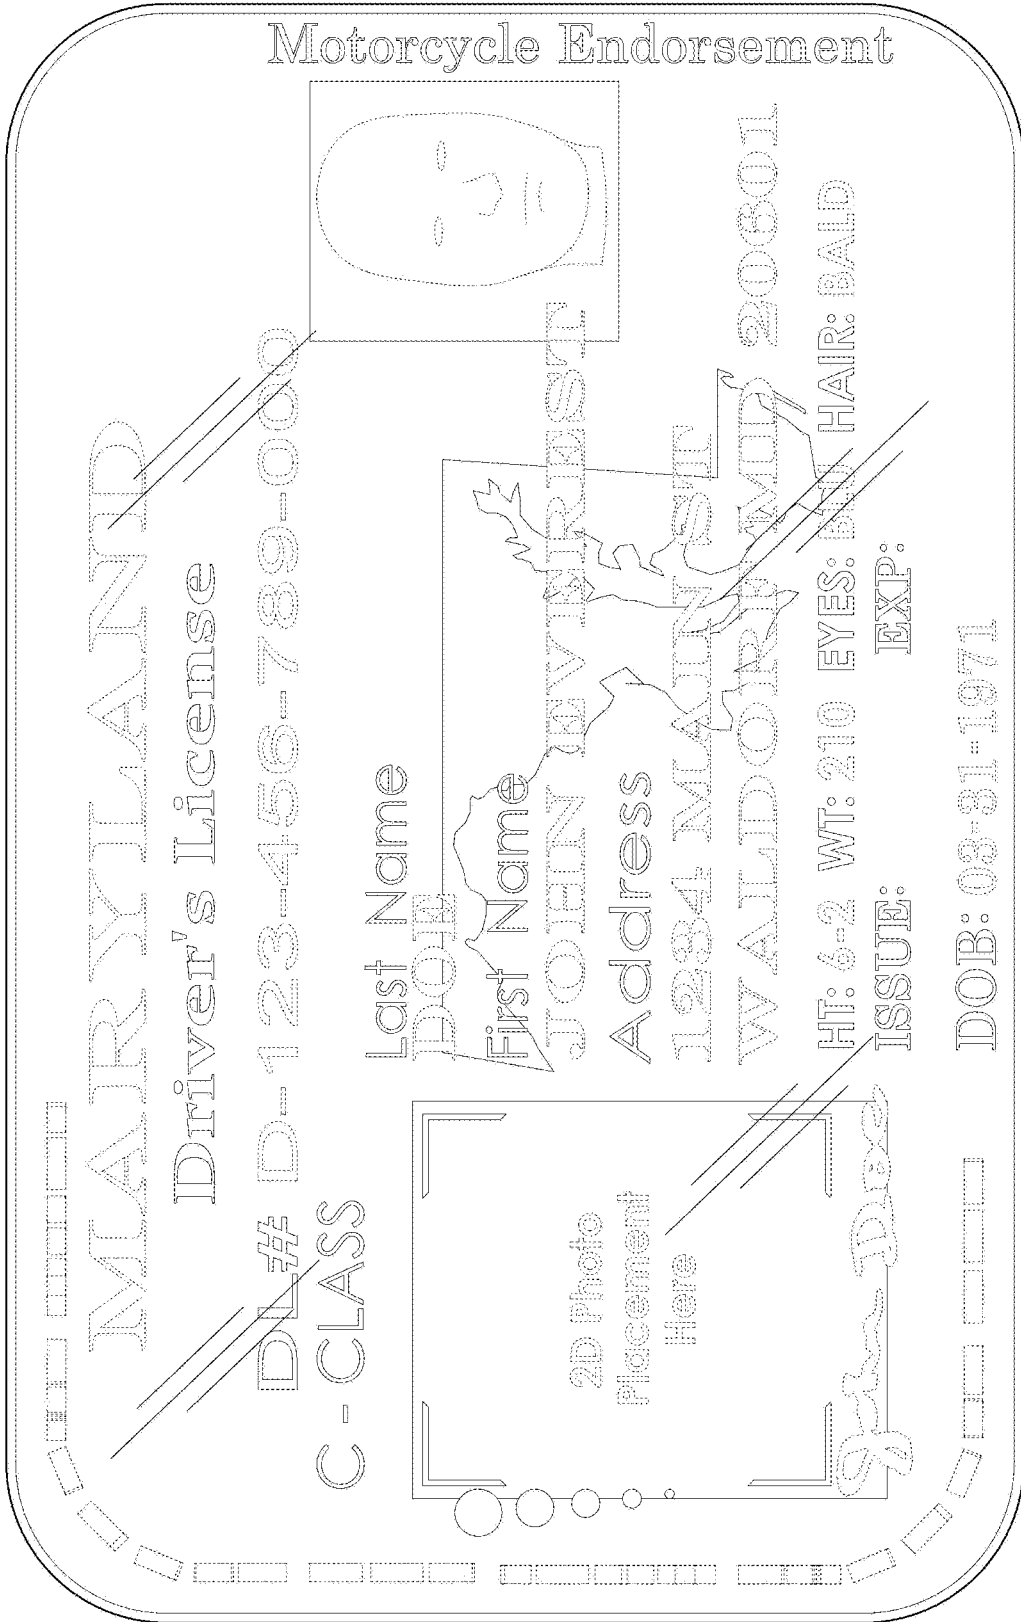 Motorcycle Endorsement
MARYLAND
Driver's License
DL# D-123-456-789-000
C - CLASS
Last Name
DOE
First Name
JOHN EVEREST
Address
1234 MAIN ST
WALDORF MD 20601
HT: 6-2 WT: 210 EYES: BLU HAIR: BALD
ISSUE: EXP:
DOB: 03-31-1971
2D Photo
Placement
Here
John Doe